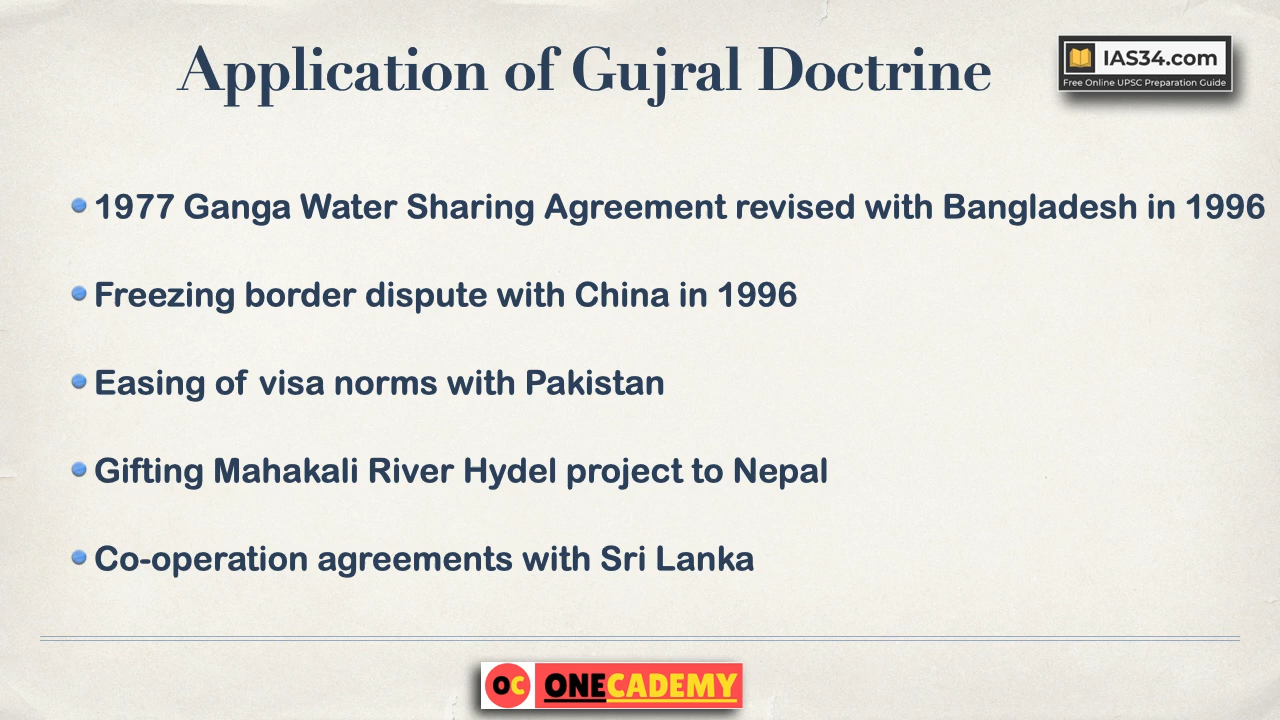 Application of Gujral Doctrine
IAS34.com
Free Online UPSC Preparation Guide
1977 Ganga Water Sharing Agreement revised with Bangladesh in 1996
Freezing border dispute with China in 1996
Easing of visa norms with Pakistan
Gifting Mahakali River Hydel project to Nepal
Co-operation agreements with Sri Lanka
OC ONECADEMY